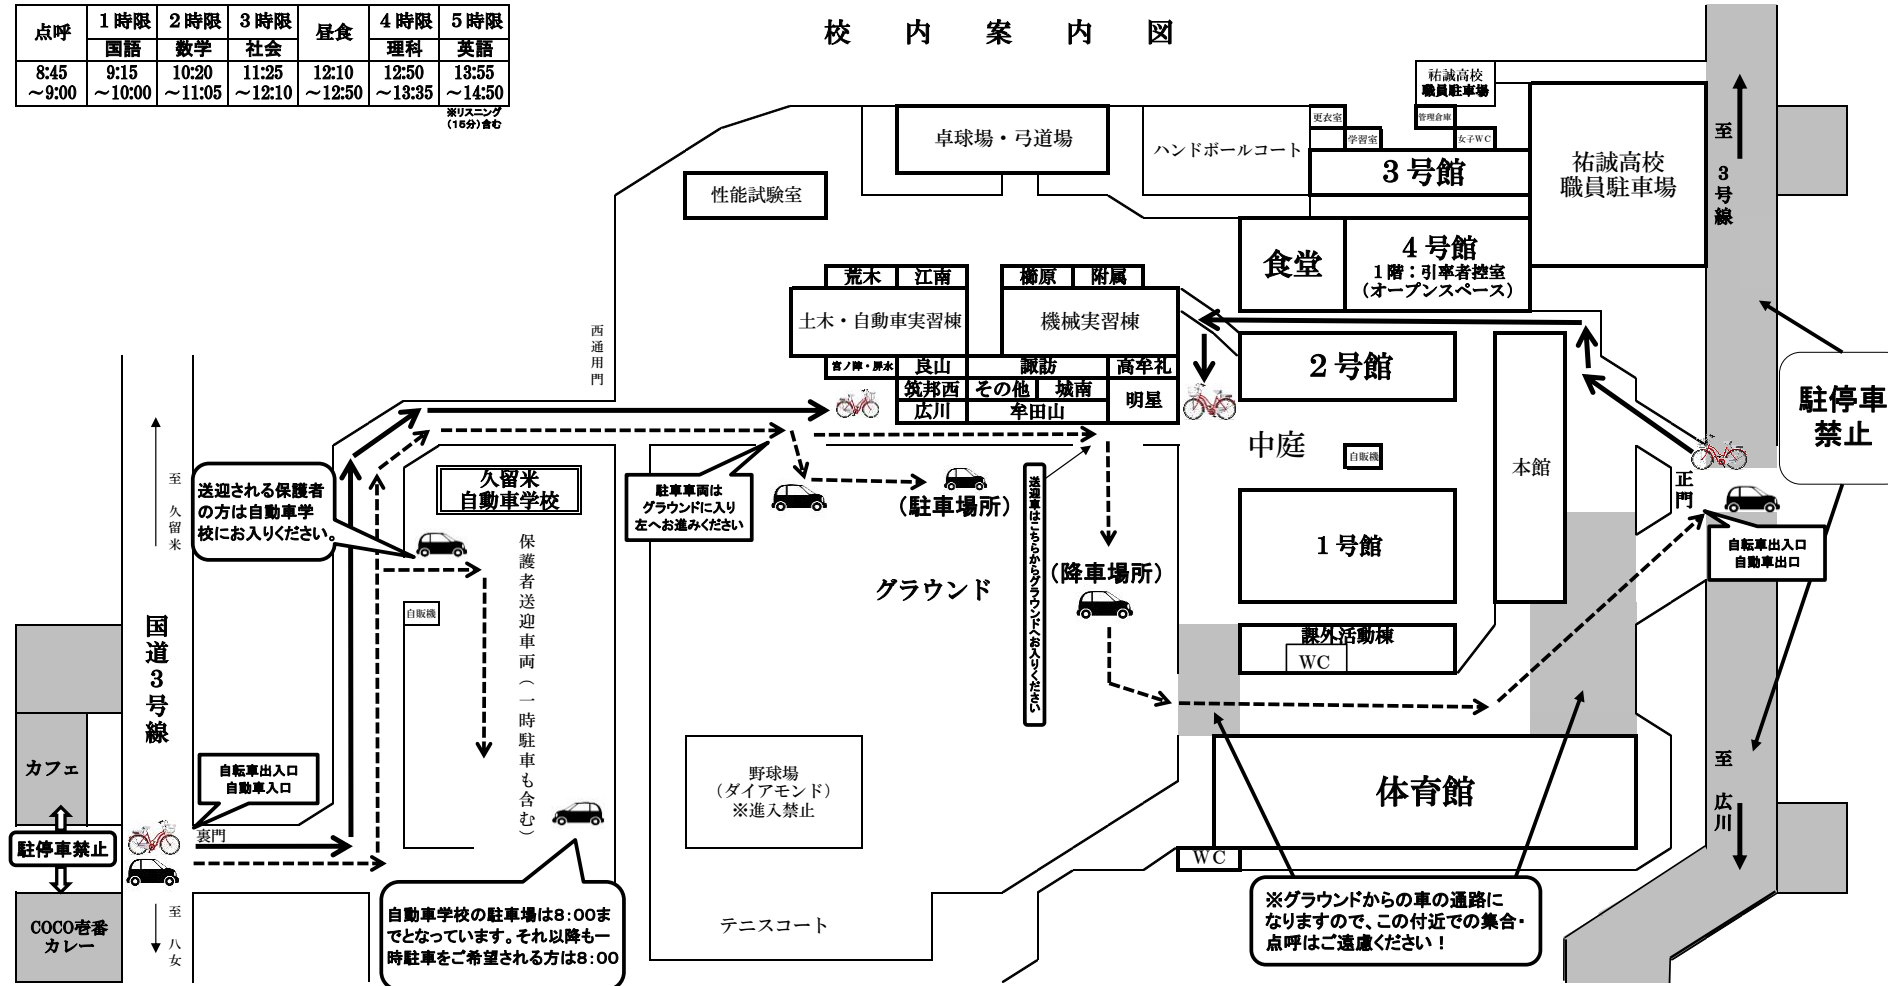 校内案内図
点呼 1時限 2時限 3時限 昼食 4時限 5時限
国語 数学 社会 理科 英語
8:45 9:15 10:20 11:25 12:10 12:50 13:55
～9:00 ～10:00 ～11:05 ～12:10 ～12:50 ～13:35 ～14:50
※リスニング
(15分)含む
祐誠高校
職員駐車場
更衣室
管理倉庫
学習室
女子WC
卓球場・弓道場
ハンドボールコート
3号館
祐誠高校
職員駐車場
至 3号線
性能試験室
食堂
4号館
1階：引率者控室
(オープンスペース)
荒木 江南 櫛原 附属
土木・自動車実習棟
機械実習棟
西通用門
宮ノ陣・屏水 良山 諏訪 高牟礼
筑邦西 その他 城南 明星
広川 牟田山
2号館
駐停車
禁止
中庭
自販機
本館
正門
至 久留米
送迎される保護者
の方は自動車学
校にお入りください。
久留米
自動車学校
駐車車両は
グラウンドに入り
左へお進みください
(駐車場所)
送迎車はこちらからグラウンドへお入りください
自転車出入口
自動車出口
1号館
(降車場所)
グラウンド
保護者送迎車両(一時駐車も含む)
自販機
国道3号線
課外活動棟
WC
カフェ
自転車出入口
自動車入口
野球場
(ダイアモンド)
※進入禁止
体育館
至 広川
裏門
駐停車禁止
WC
COCO壱番
カレー
至 八女
自動車学校の駐車場は8:00ま
でとなっています。それ以降も一
時駐車をご希望される方は8:00
テニスコート
※グラウンドからの車の通路に
なりますので、この付近での集合・
点呼はご遠慮ください！